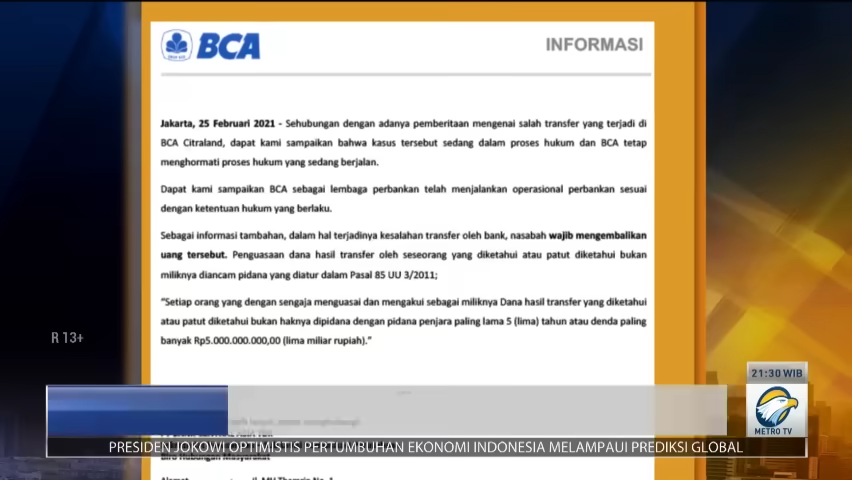 BCA
INFORMASI
Jakarta, 25 Februari 2021 - Sehubungan dengan adanya pemberitaan mengenai salah transfer yang terjadi di
BCA Citraland, dapat kami sampaikan bahwa kasus tersebut sedang dalam proses hukum dan BCA tetap
menghormati proses hukum yang sedang berjalan.
Dapat kami sampaikan BCA sebagai lembaga perbankan telah menjalankan operasional perbankan sesuai
dengan ketentuan hukum yang berlaku.
Sebagai informasi tambahan, dalam hal terjadinya kesalahan transfer oleh bank, nasabah wajib mengembalikan
uang tersebut. Penguasaan dana hasil transfer oleh seseorang yang diketahui atau patut diketahui bukan
miliknya diancam pidana yang diatur dalam Pasal 85 UU 3/2011;
“Setiap orang yang dengan sengaja menguasai dan mengakui sebagai miliknya Dana hasil transfer yang diketahui
atau patut diketahui bukan haknya dipidana dengan pidana penjara paling lama 5 (lima) tahun atau denda paling
banyak Rp5.000.000.000,00 (lima miliar rupiah).”
R 13+
21:30 WIB
METRO TV
PRESIDEN JOKOWI OPTIMISTIS PERTUMBUHAN EKONOMI INDONESIA MELAMPAUI PREDIKSI GLOBAL
Biro Hubungan Masyarakat